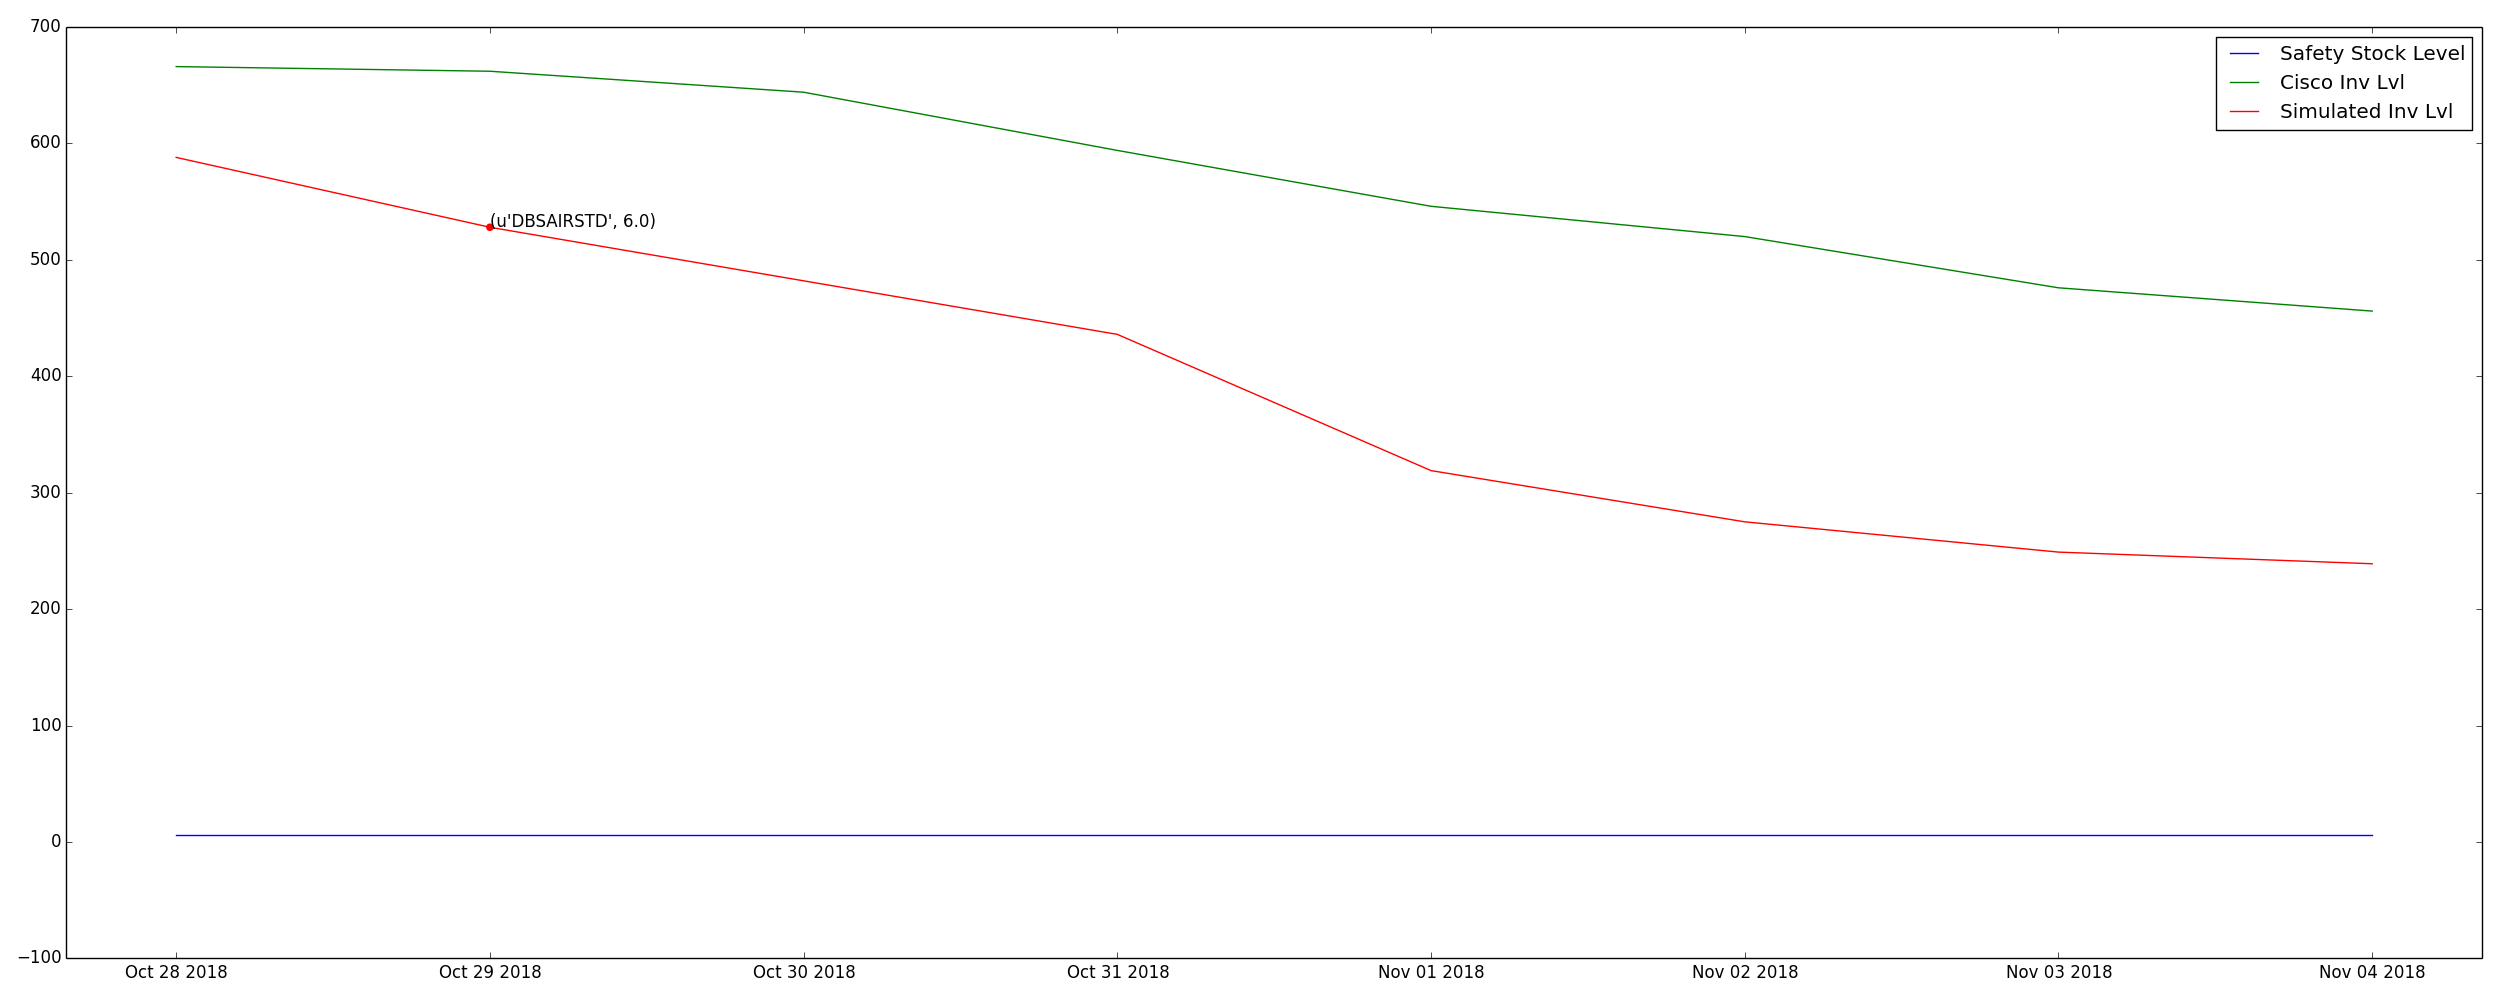 700
600
500
400
300
200
100
0
−100
Safety Stock Level
Cisco Inv Lvl
Simulated Inv Lvl
(u'DBSAIRSTD', 6.0)
Oct 28 2018 Oct 29 2018 Oct 30 2018 Oct 31 2018 Nov 01 2018 Nov 02 2018 Nov 03 2018 Nov 04 2018